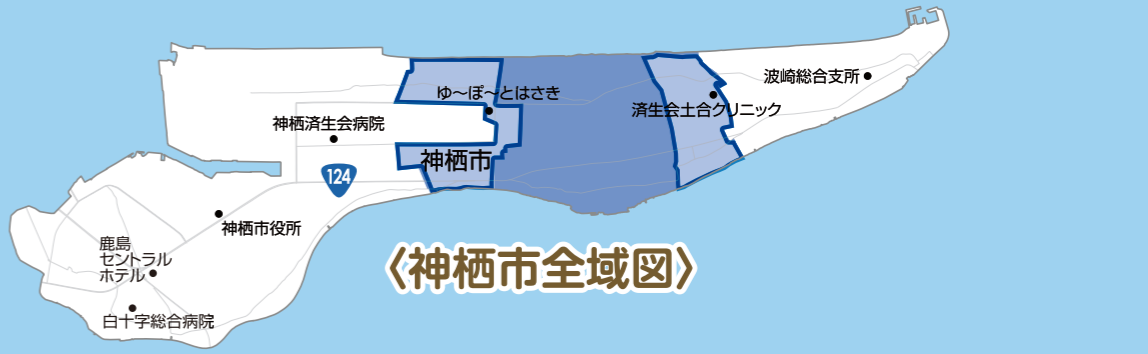 波崎総合支所
ゆ～ぽ～とはさき
済生会土合クリニック
神栖済生会病院
神栖市
124
神栖市役所
鹿島
セントラル
ホテル
〈神栖市全域図〉
白十字総合病院